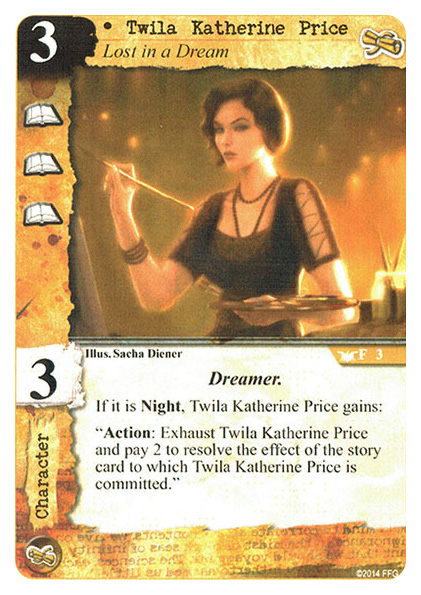 3
• Twila Katherine Price
Lost in a Dream
Illus. Sacha Diener
F 3
3
Dreamer.
If it is Night, Twila Katherine Price gains:
“Action: Exhaust Twila Katherine Price
and pay 2 to resolve the effect of the story
card to which Twila Katherine Price is
committed.”
Character
©2014 FFG